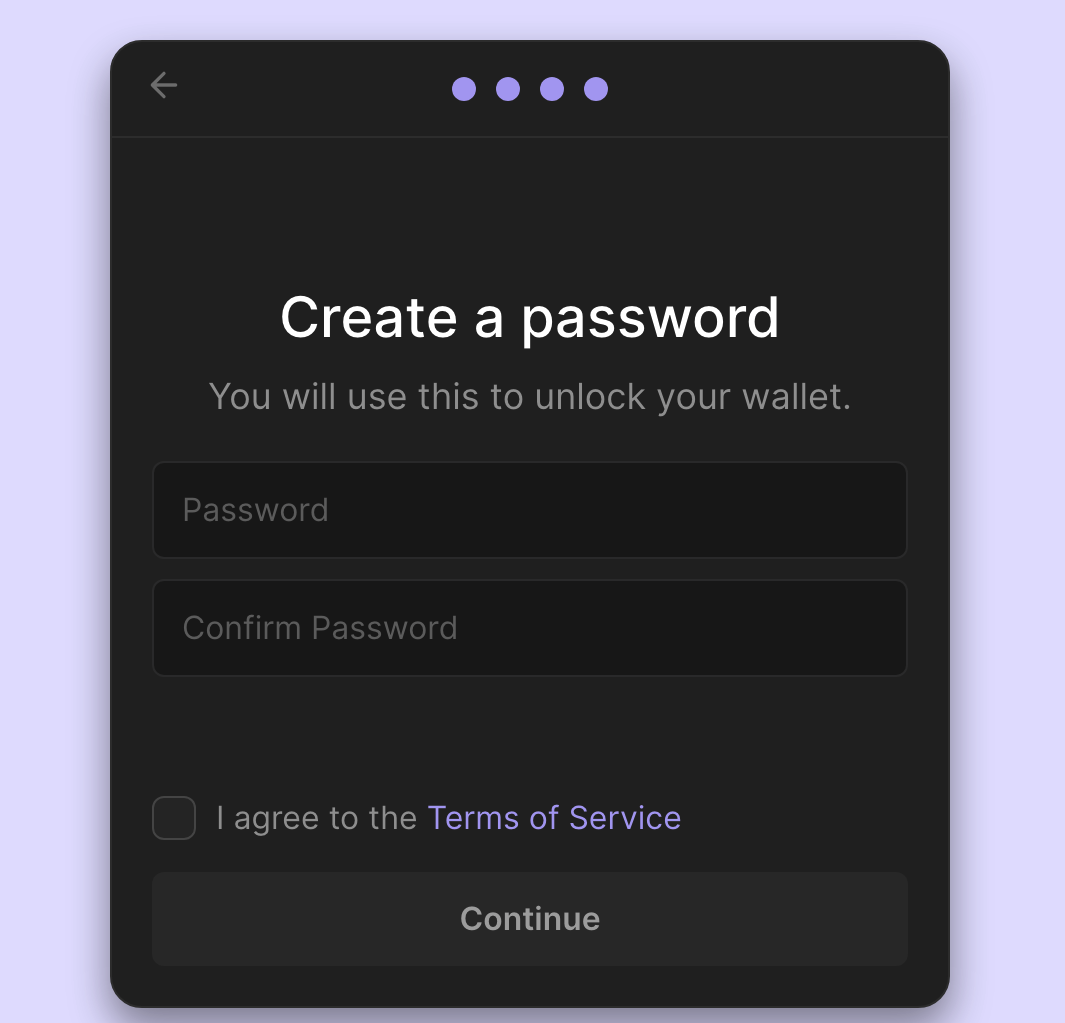 Create a password
You will use this to unlock your wallet.
Password
Confirm Password
I agree to the Terms of Service
Continue